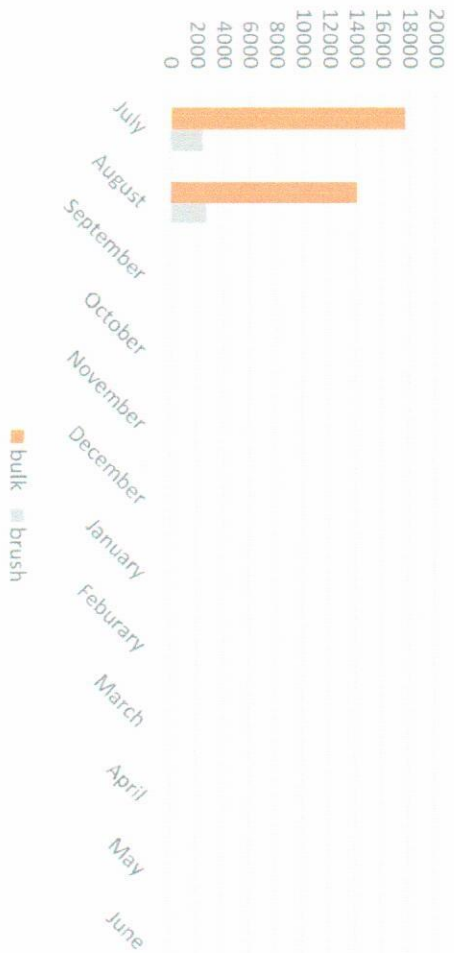 20000
18000
16000
14000
12000
10000
8000
6000
4000
2000
0
July
August
September
October
November
December
January
Feburary
March
April
May
June
bulk
brush